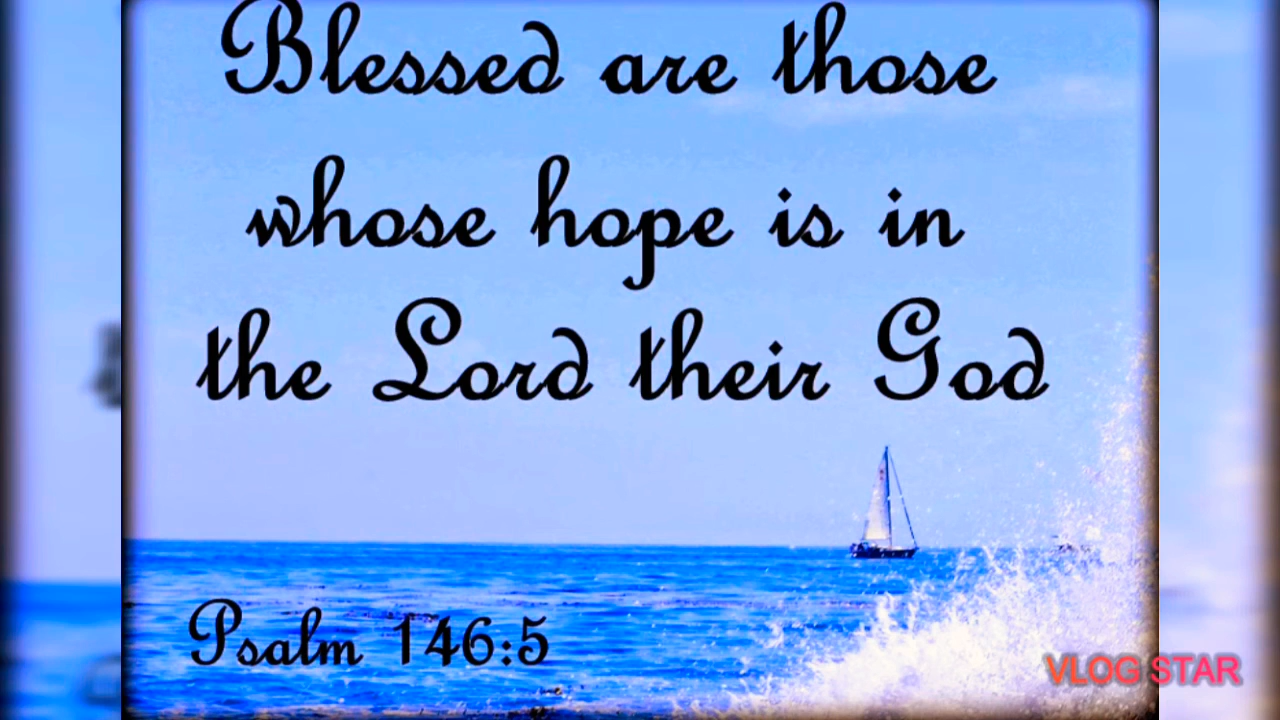 Blessed are those
whose hope is in
the Lord their God
Psalm 146:5
VLOG STAR